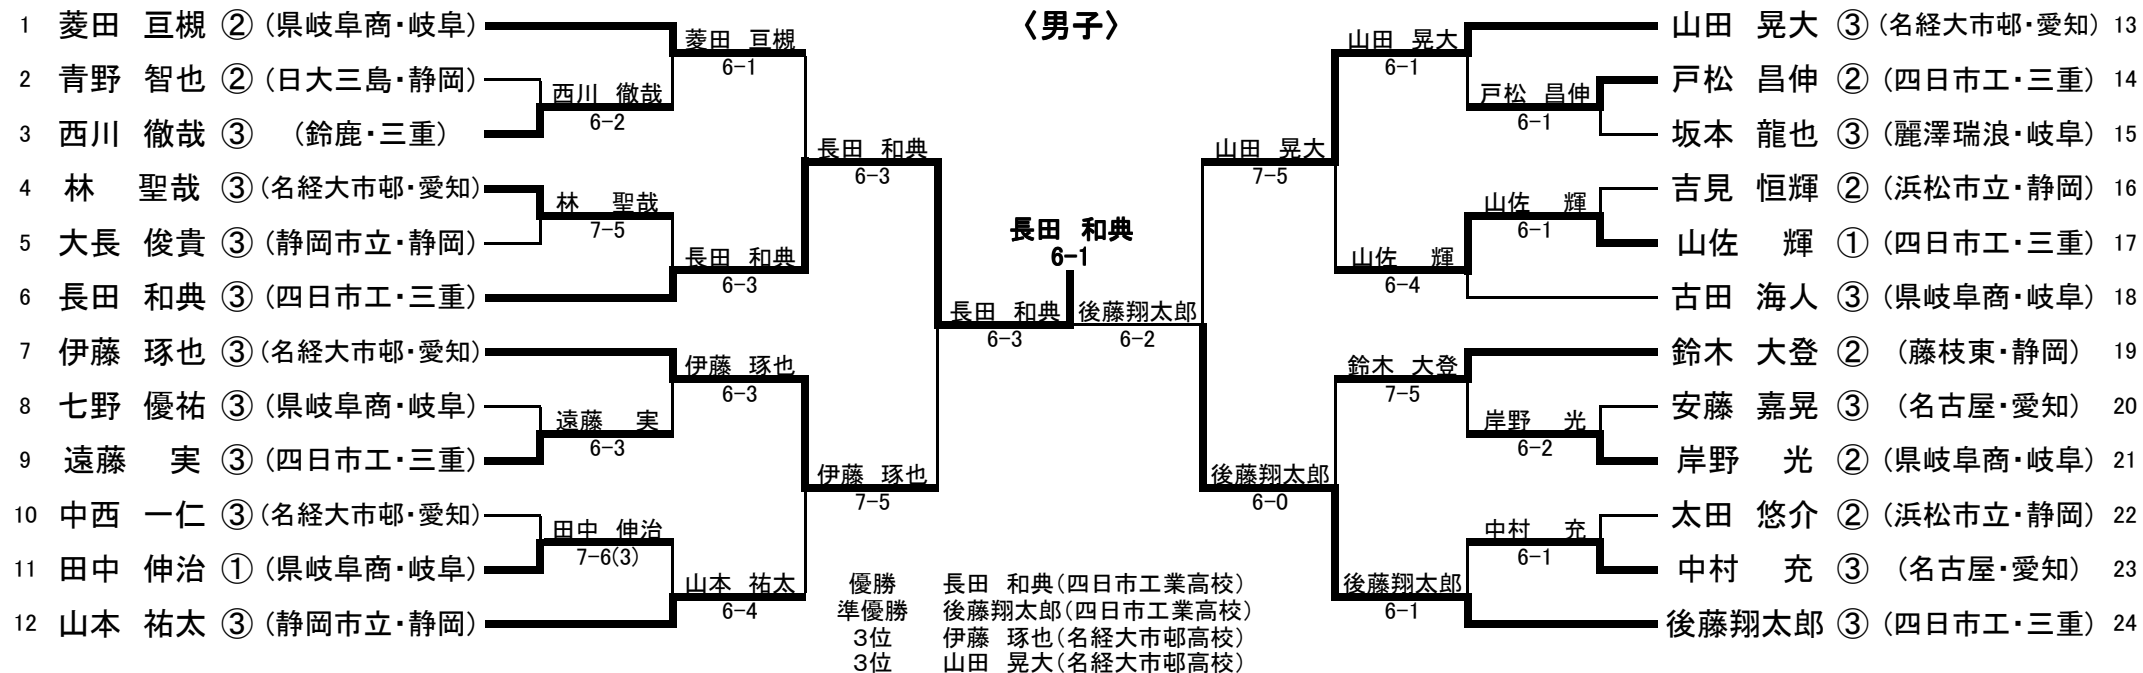 〈男子〉
1 菱田 亘槻 ② (県岐阜商・岐阜)
2 青野 智也 ② (日大三島・静岡)
3 西川 徹哉 ③ (鈴鹿・三重)
4 林 聖哉 ③ (名経大市邨・愛知)
5 大長 俊貴 ③ (静岡市立・静岡)
6 長田 和典 ③ (四日市工・三重)
7 伊藤 琢也 ③ (名経大市邨・愛知)
8 七野 優祐 ③ (県岐阜商・岐阜)
9 遠藤 実 ③ (四日市工・三重)
10 中西 一仁 ③ (名経大市邨・愛知)
11 田中 伸治 ① (県岐阜商・岐阜)
12 山本 祐太 ③ (静岡市立・静岡)
西川 徹哉
6-2
林 聖哉
7-5
遠藤 実
6-3
田中 伸治
7-6(3)
菱田 亘槻
6-1
長田 和典
6-3
伊藤 琢也
6-3
山本 祐太
6-4
長田 和典
6-3
伊藤 琢也
7-5
長田 和典
6-3
長田 和典
6-1
後藤翔太郎
6-2
山田 晃大
7-5
後藤翔太郎
6-0
山田 晃大
6-1
山佐 輝
6-4
鈴木 大登
7-5
後藤翔太郎
6-1
戸松 昌伸
6-1
山佐 輝
6-1
岸野 光
6-2
中村 充
6-1
山田 晃大 ③ (名経大市邨・愛知) 13
戸松 昌伸 ② (四日市工・三重) 14
坂本 龍也 ③ (麗澤瑞浪・岐阜) 15
吉見 恒輝 ② (浜松市立・静岡) 16
山佐 輝 ① (四日市工・三重) 17
古田 海人 ③ (県岐阜商・岐阜) 18
鈴木 大登 ② (藤枝東・静岡) 19
安藤 嘉晃 ③ (名古屋・愛知) 20
岸野 光 ② (県岐阜商・岐阜) 21
太田 悠介 ② (浜松市立・静岡) 22
中村 充 ③ (名古屋・愛知) 23
後藤翔太郎 ③ (四日市工・三重) 24
優勝 長田 和典(四日市工業高校)
準優勝 後藤翔太郎(四日市工業高校)
3位 伊藤 琢也(名経大市邨高校)
3位 山田 晃大(名経大市邨高校)